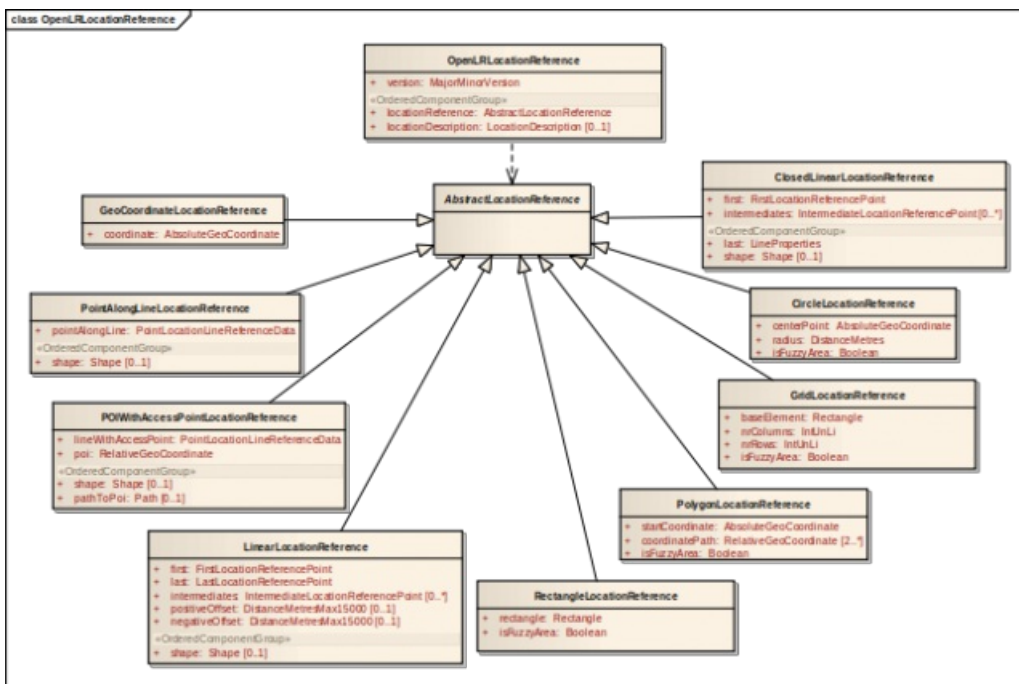 class OpenLRLocationReference
OpenLRLocationReference
+ version: MajorMinorVersion
«OrderedComponentGroup»
+ locationReference: AbstractLocationReference
+ locationDescription: LocationDescription [0..1]
AbstractLocationReference
GeoCoordinateLocationReference
+ coordinate: AbsoluteGeoCoordinate
ClosedLinearLocationReference
+ first: FirstLocationReferencePoint
+ intermediates: IntermediateLocationReferencePoint[0..*]
«OrderedComponentGroup»
+ last: LineProperties
+ shape: Shape [0..1]
PointAlongLineLocationReference
+ pointAlongLine: PointLocationLineReferenceData
«OrderedComponentGroup»
+ shape: Shape [0..1]
CircleLocationReference
+ centerPoint: AbsoluteGeoCoordinate
+ radius: DistanceMetres
+ isFuzzyArea: Boolean
POIWithAccessPointLocationReference
+ lineWithAccessPoint: PointLocationLineReferenceData
+ poi: RelativeGeoCoordinate
«OrderedComponentGroup»
+ shape: Shape [0..1]
+ pathToPoi: Path [0..1]
GridLocationReference
+ baseElement: Rectangle
+ nrColumns: IntUnLi
+ nrRows: IntUnLi
+ isFuzzyArea: Boolean
PolygonLocationReference
+ startCoordinate: AbsoluteGeoCoordinate
+ coordinatePath: RelativeGeoCoordinate [2..*]
+ isFuzzyArea: Boolean
LinearLocationReference
+ first: FirstLocationReferencePoint
+ last: LastLocationReferencePoint
+ intermediates: IntermediateLocationReferencePoint [0..*]
+ positiveOffset: DistanceMetresMax15000 [0..1]
+ negativeOffset: DistanceMetresMax15000 [0..1]
«OrderedComponentGroup»
+ shape: Shape [0..1]
RectangleLocationReference
+ rectangle: Rectangle
+ isFuzzyArea: Boolean